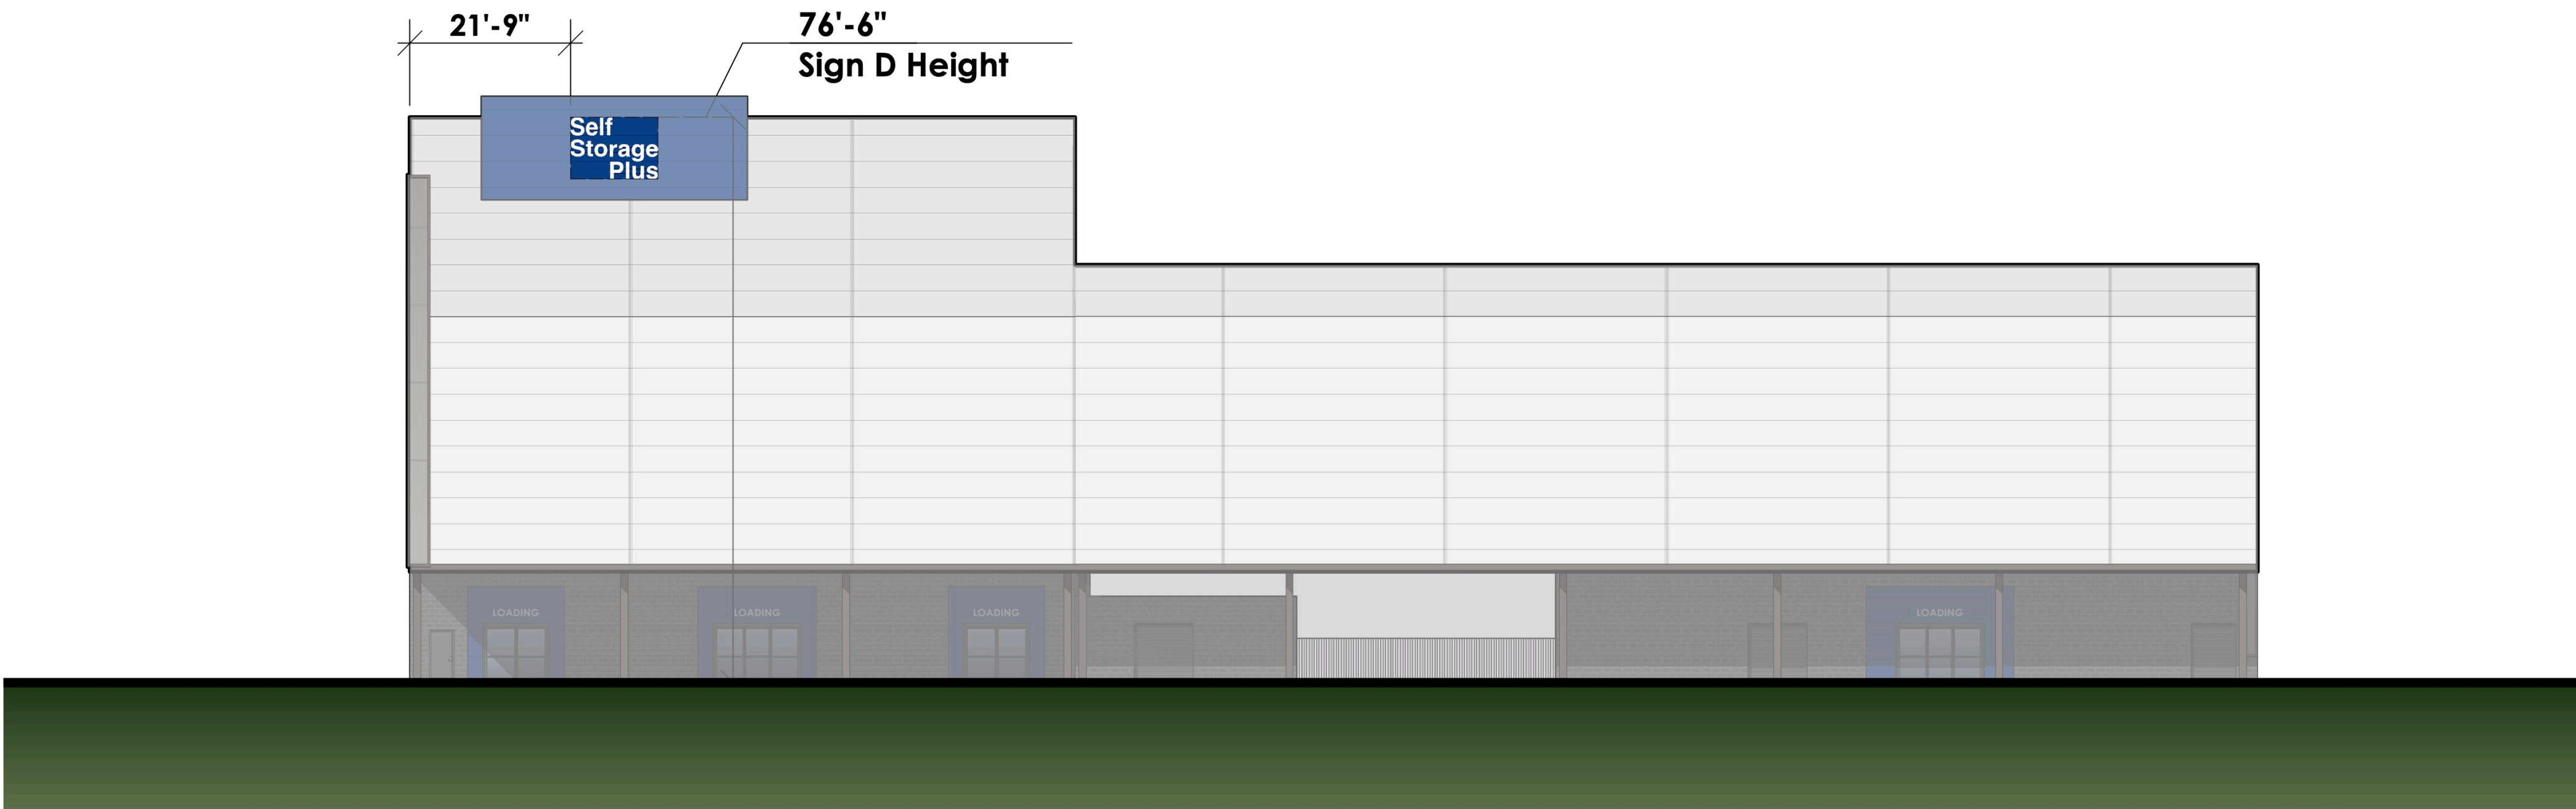 21'-9"
76'-6"
Sign D Height
Self
Storage
Plus
LOADING
LOADING
LOADING
LOADING